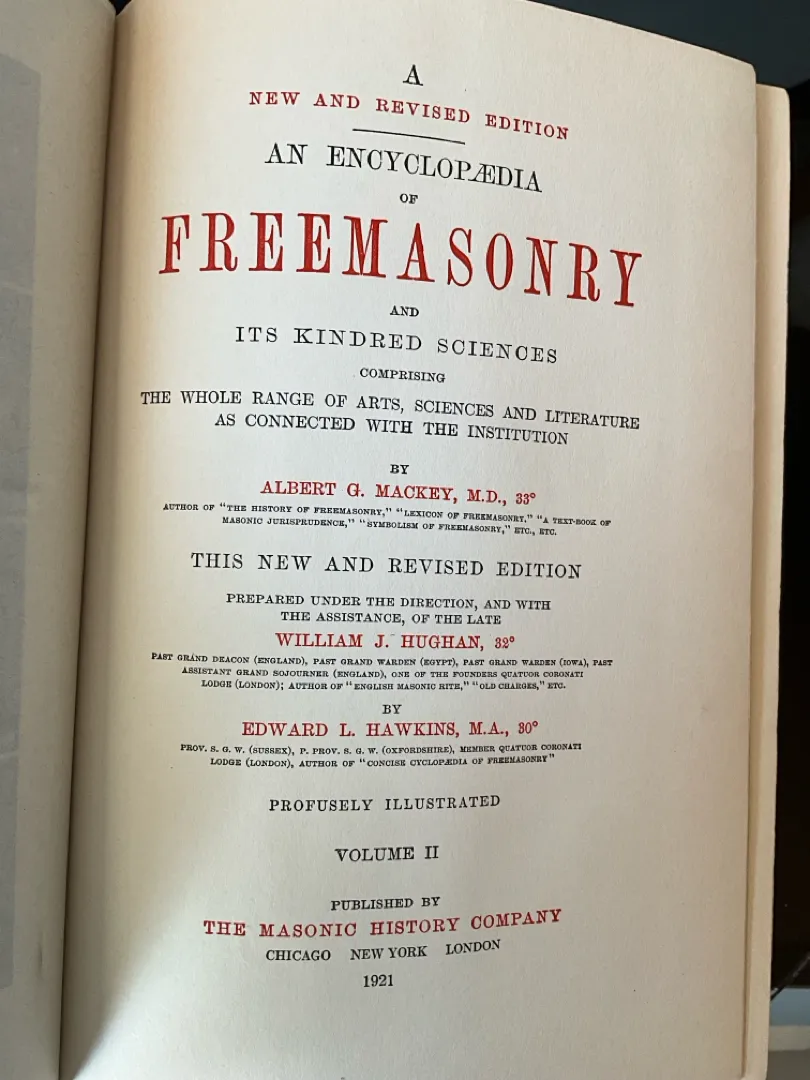 A
NEW AND REVISED EDITION
AN ENCYCLOPÆDIA
OF
FREEMASONRY
AND
ITS KINDRED SCIENCES
COMPRISING
THE WHOLE RANGE OF ARTS, SCIENCES AND LITERATURE
AS CONNECTED WITH THE INSTITUTION
BY
ALBERT G. MACKEY, M.D., 33°
AUTHOR OF "THE HISTORY OF FREEMASONRY," "LEXICON OF FREEMASONRY," "A TEXT-BOOK OF
MASONIC JURISPRUDENCE," "SYMBOLISM OF FREEMASONRY," ETC., ETC.
THIS NEW AND REVISED EDITION
PREPARED UNDER THE DIRECTION, AND WITH
THE ASSISTANCE, OF THE LATE
WILLIAM J. HUGHAN, 32°
PAST GRAND DEACON (ENGLAND), PAST GRAND WARDEN (EGYPT), PAST GRAND WARDEN (IOWA), PAST
ASSISTANT GRAND SOJOURNER (ENGLAND), ONE OF THE FOUNDERS QUATUOR CORONATI
LODGE (LONDON); AUTHOR OF "ENGLISH MASONIC RITE," "OLD CHARGES," ETC.
BY
EDWARD L. HAWKINS, M.A., 30°
PROV. S. G. W. (SUSSEX), P. PROV. S. G. W. (OXFORDSHIRE), MEMBER QUATUOR CORONATI
LODGE (LONDON), AUTHOR OF "CONCISE CYCLOPÆDIA OF FREEMASONRY"
PROFUSELY ILLUSTRATED
VOLUME II
PUBLISHED BY
THE MASONIC HISTORY COMPANY
CHICAGO NEW YORK LONDON
1921